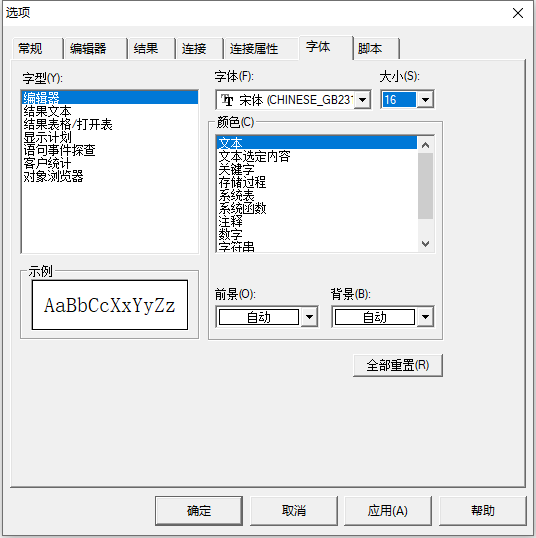 选项
常规 编辑器 结果 连接 连接属性 字体 脚本
字型(Y):
编辑器
结果文本
结果表格/打开表
显示计划
语句事件探查
客户统计
对象浏览器
示例
AaBbCcXxYyZz
字体(F):
宋体 (CHINESE_GB231
大小(S):
16
颜色(C)
文本
文本选定内容
关键字
存储过程
系统表
系统函数
注释
数字
字符串
前景(O):
自动
背景(B):
自动
全部重置(R)
确定 取消 应用(A) 帮助